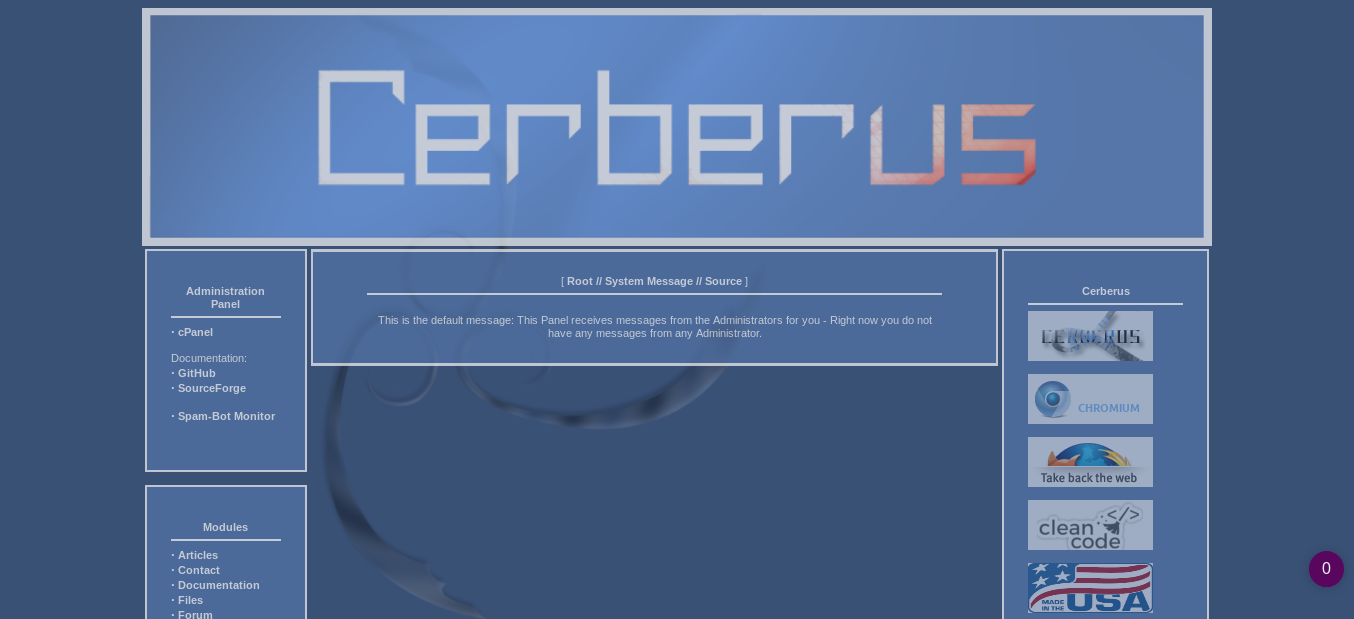 Cerberus
Administration
Panel
· cPanel
Documentation:
· GitHub
· SourceForge
· Spam-Bot Monitor
Modules
· Articles
· Contact
· Documentation
· Files
· Forum
[ Root // System Message // Source ]
This is the default message: This Panel receives messages from the Administrators for you - Right now you do not
have any messages from any Administrator.
Cerberus
CERBERUS
CHROMIUM
Take back the web
clean </>
code
MADE
IN THE USA
0